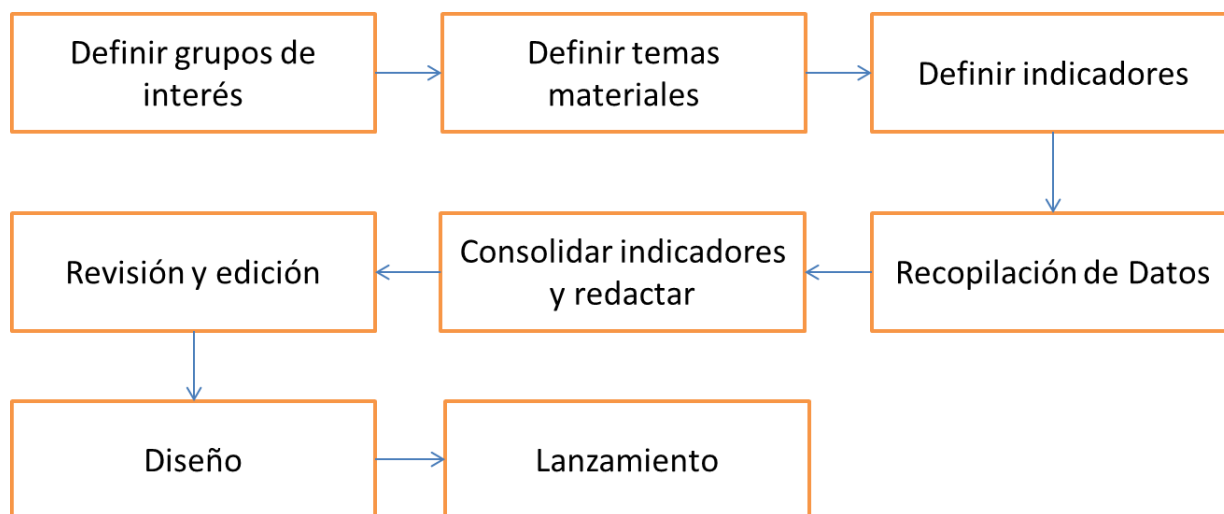 Definir grupos de
interés
Definir temas
materiales
Definir indicadores
Revisión y edición
Consolidar indicadores
y redactar
Recopilación de Datos
Diseño
Lanzamiento